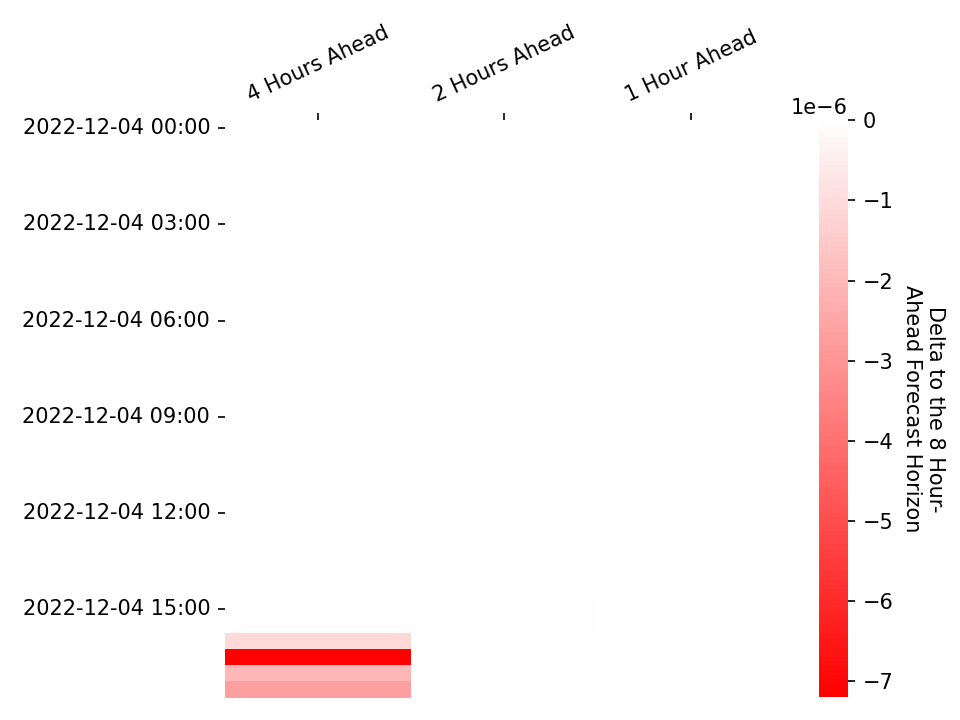 4 Hours Ahead
2 Hours Ahead
1 Hour Ahead
1e−6
2022-12-04 00:00
2022-12-04 03:00
2022-12-04 06:00
2022-12-04 09:00
2022-12-04 12:00
2022-12-04 15:00
0
−1
−2
−3
−4
−5
−6
−7
Delta to the 8 Hour-
Ahead Forecast Horizon